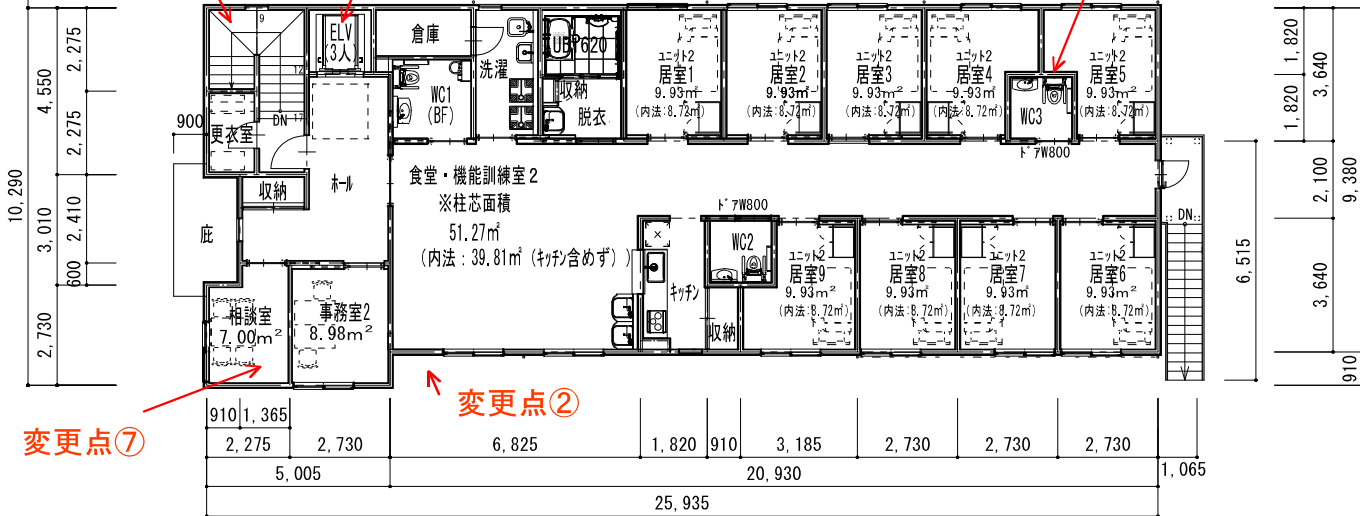 9
12
DN
17
ELV
(3人)
倉庫
洗濯
WC1
(BF)
UBP1620
収納
脱衣
ユニット2
居室1
9.93㎡
(内法:8.72㎡)
ユニット2
居室2
9.93㎡
(内法:8.72㎡)
ユニット2
居室3
9.93㎡
(内法:8.72㎡)
ユニット2
居室4
9.93㎡
(内法:8.72㎡)
ユニット2
居室5
9.93㎡
(内法:8.72㎡)
WC3
ドアW800
更衣室
収納
ホール
庇
食堂・機能訓練室2
※柱芯面積
51.27㎡
(内法:39.81㎡(キッチン含めず))
ドアW800
WC2
キッチン
収納
ユニット2
居室9
9.93m²
(内法:8.72㎡)
ユニット2
居室8
9.93m²
(内法:8.72㎡)
ユニット2
居室7
9.93m²
(内法:8.72㎡)
ユニット2
居室6
9.93m²
(内法:8.72㎡)
DN
相談室
7.00m²
事務室2
8.98m²
変更点②
変更点⑦
10,290
4,550
3,010
2,730
2,275
2,275
2,410
600
900
1,820
1,820
2,100
3,640
3,640
9,380
910
6,515
910
1,365
2,275
2,730
6,825
1,820
910
3,185
2,730
2,730
2,730
5,005
20,930
1,065
25,935